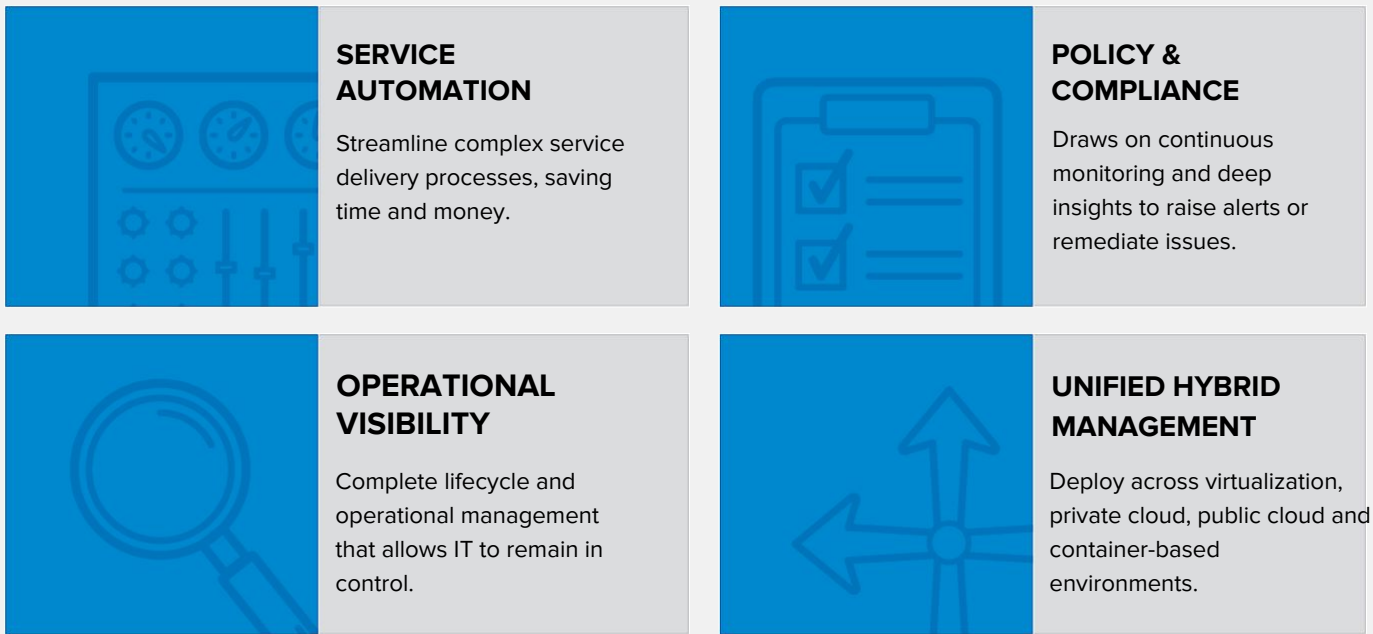 SERVICE
AUTOMATION
Streamline complex service
delivery processes, saving
time and money.
POLICY &
COMPLIANCE
Draws on continuous
monitoring and deep
insights to raise alerts or
remediate issues.
OPERATIONAL
VISIBILITY
Complete lifecycle and
operational management
that allows IT to remain in
control.
UNIFIED HYBRID
MANAGEMENT
Deploy across virtualization,
private cloud, public cloud and
container-based
environments.